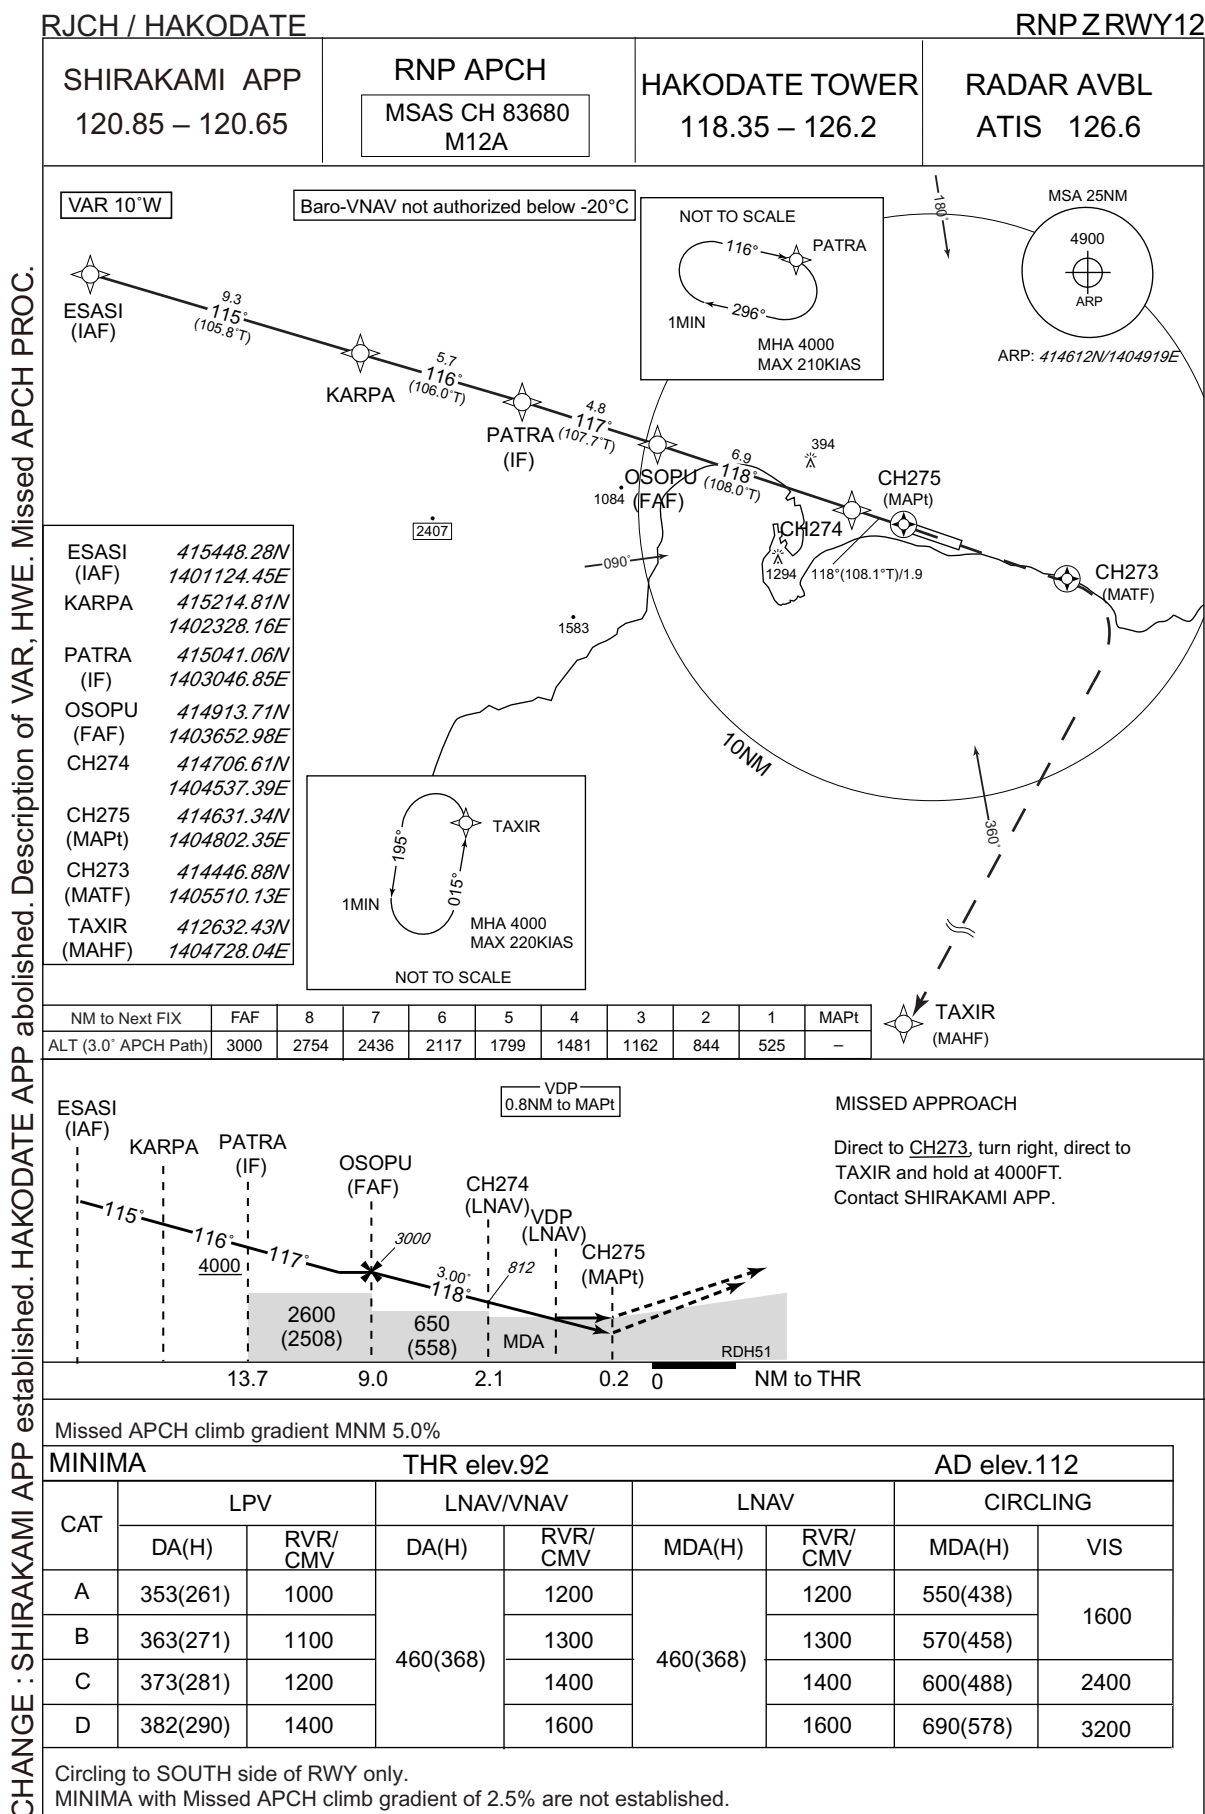 RJCH / HAKODATE
RNP Z RWY12
SHIRAKAMI APP
120.85 – 120.65
RNP APCH
MSAS CH 83680
M12A
HAKODATE TOWER
118.35 – 126.2
RADAR AVBL
ATIS 126.6
VAR 10˚W
Baro-VNAV not authorized below -20°C
NOT TO SCALE
116°
PATRA
296°
1MIN
MHA 4000
MAX 210KIAS
180˚
MSA 25NM
4900
ARP
ARP: 414612N/1404919E
ESASI
(IAF)
9.3
115˚
(105.8˚T)
KARPA
5.7
116˚
(106.0˚T)
PATRA
(IF)
4.8
117˚
(107.7˚T)
OSOPU
(FAF)
6.9
118˚
(108.0˚T)
394
CH275
(MAPt)
1084
2407
CH274
090˚
1294
118°(108.1°T)/1.9
CH273
(MATF)
1583
10NM
360˚
ESASI 415448.28N
(IAF) 1401124.45E
KARPA 415214.81N
1402328.16E
PATRA 415041.06N
(IF) 1403046.85E
OSOPU 414913.71N
(FAF) 1403652.98E
CH274 414706.61N
1404537.39E
CH275 414631.34N
(MAPt) 1404802.35E
CH273 414446.88N
(MATF) 1405510.13E
TAXIR 412632.43N
(MAHF) 1404728.04E
195°
TAXIR
015°
1MIN
MHA 4000
MAX 220KIAS
NOT TO SCALE
TAXIR
(MAHF)
NM to Next FIX FAF 8 7 6 5 4 3 2 1 MAPt
ALT (3.0˚ APCH Path) 3000 2754 2436 2117 1799 1481 1162 844 525 –
VDP
0.8NM to MAPt
ESASI
(IAF)
KARPA
PATRA
(IF)
OSOPU
(FAF)
CH274
(LNAV)
VDP
(LNAV)
CH275
(MAPt)
115˚
116˚
4000
117˚
3000
3.00˚
118˚
812
2600
(2508)
650
(558)
MDA
RDH51
13.7 9.0 2.1 0.2 0 NM to THR
MISSED APPROACH
Direct to CH273, turn right, direct to
TAXIR and hold at 4000FT.
Contact SHIRAKAMI APP.
Missed APCH climb gradient MNM 5.0%
MINIMA THR elev.92 AD elev.112
CAT LPV LNAV/VNAV LNAV CIRCLING
DA(H) RVR/CMV DA(H) RVR/CMV MDA(H) RVR/CMV MDA(H) VIS
A 353(261) 1000 460(368) 1200 460(368) 1200 550(438) 1600
B 363(271) 1100 1300 1300 570(458)
C 373(281) 1200 1400 1400 600(488) 2400
D 382(290) 1400 1600 1600 690(578) 3200
Circling to SOUTH side of RWY only.
MINIMA with Missed APCH climb gradient of 2.5% are not established.
CHANGE : SHIRAKAMI APP established. HAKODATE APP abolished. Description of VAR, HWE. Missed APCH PROC.